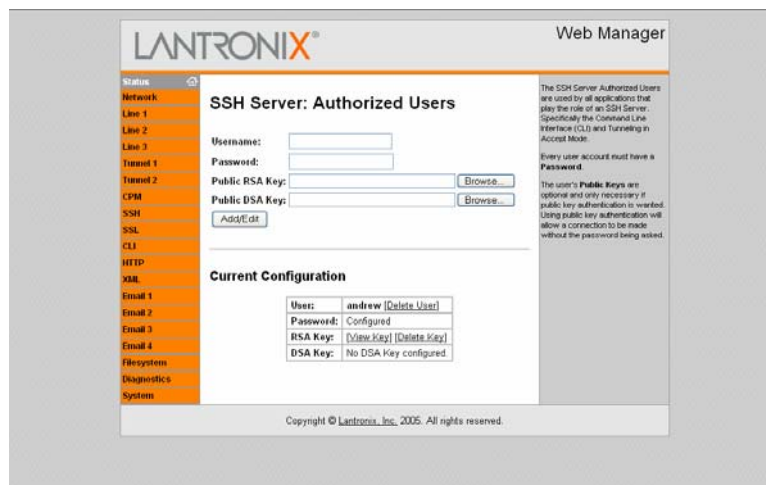 LANTRONIX®
Web Manager
Status
Network
Line 1
Line 2
Line 3
Tunnel 1
Tunnel 2
CPM
SSH
SSL
CLI
HTTP
XML
Email 1
Email 2
Email 3
Email 4
Filesystem
Diagnostics
System
SSH Server: Authorized Users
Username:
Password:
Public RSA Key: Browse...
Public DSA Key: Browse...
Add/Edit
Current Configuration
User: andrew [Delete User]
Password: Configured
RSA Key: [View Key] [Delete Key]
DSA Key: No DSA Key configured.
The SSH Server Authorized Users
are used by all applications that
play the role of an SSH Server.
Specifically the Command Line
Interface (CLI) and Tunneling in
Accept Mode.
Every user account must have a
Password.
The user's Public Keys are
optional and only necessary if
public key authentication is wanted.
Using public key authentication will
allow a connection to be made
without the password being asked.
Copyright © Lantronix, Inc. 2005. All rights reserved.